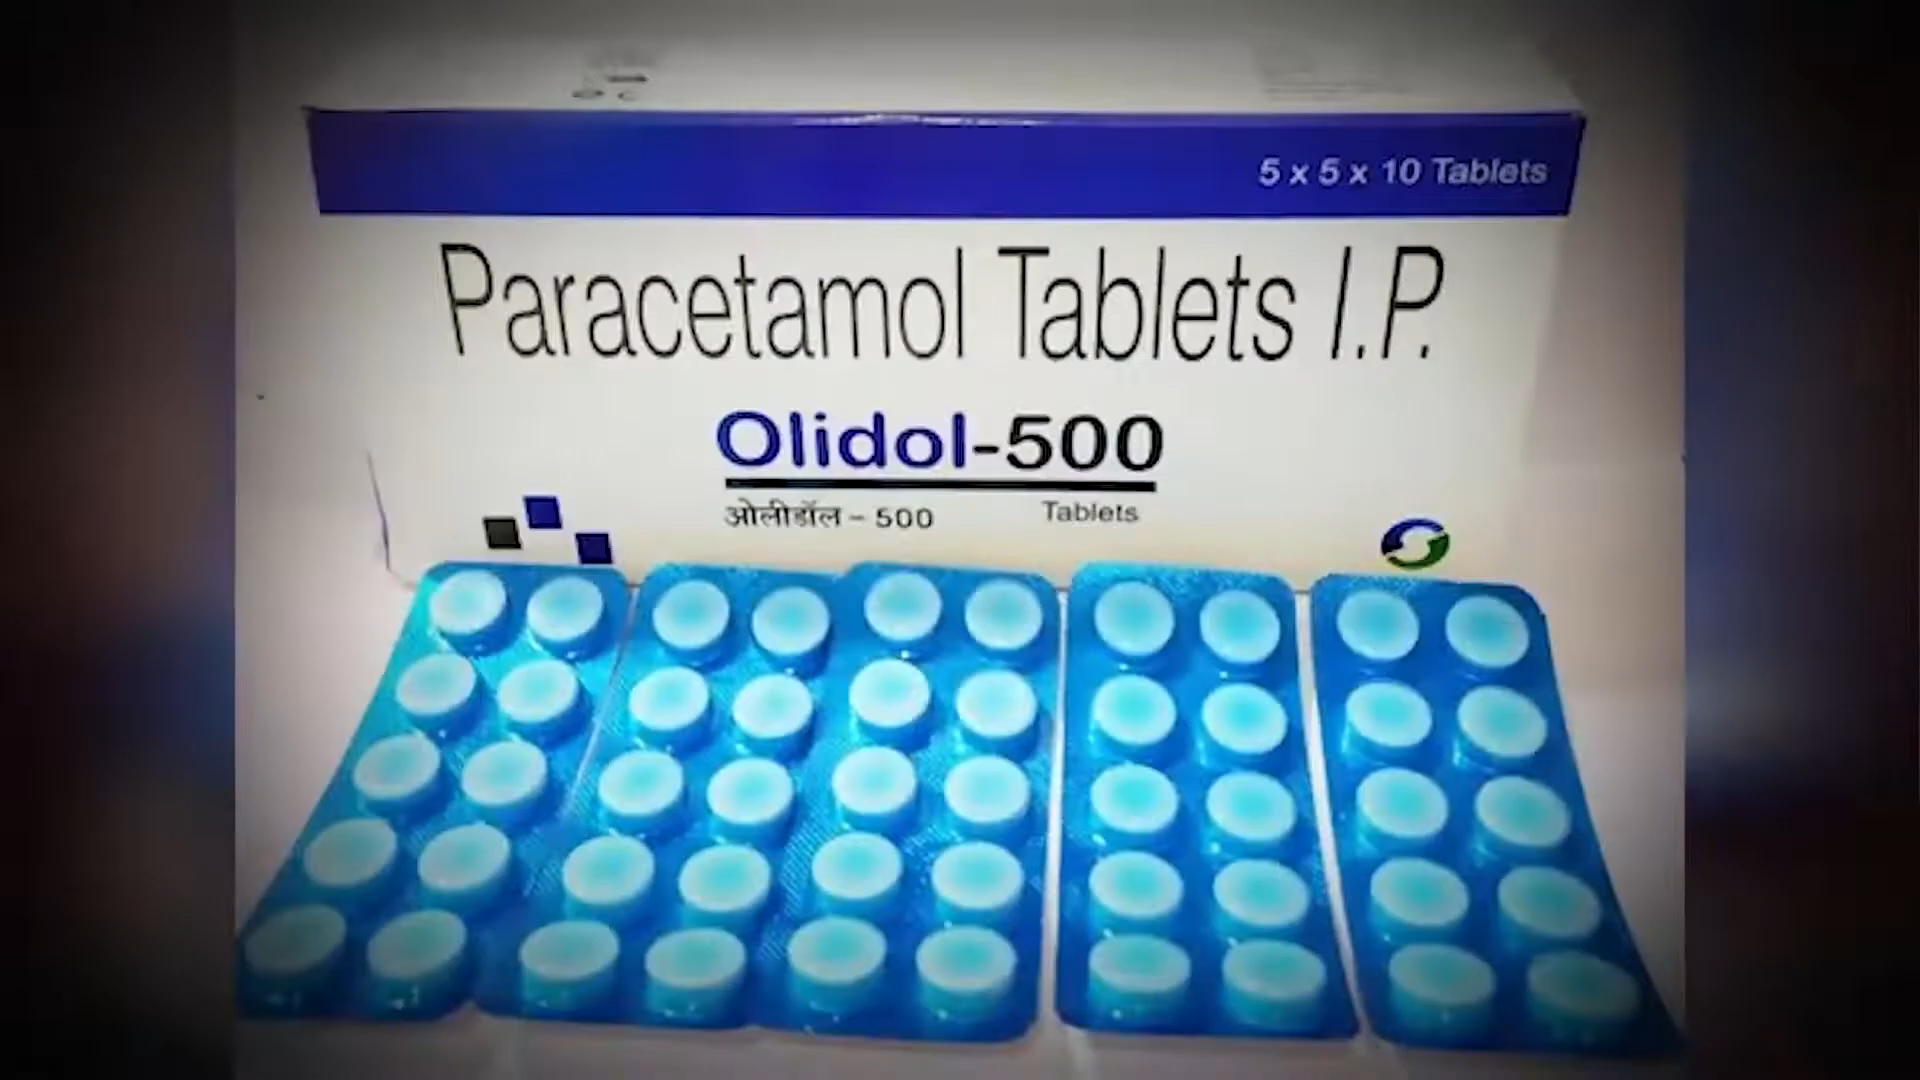 5 x 5 x 10 Tablets
Paracetamol Tablets I.P.
Olidol-500
ओलीडॉल – 500 Tablets